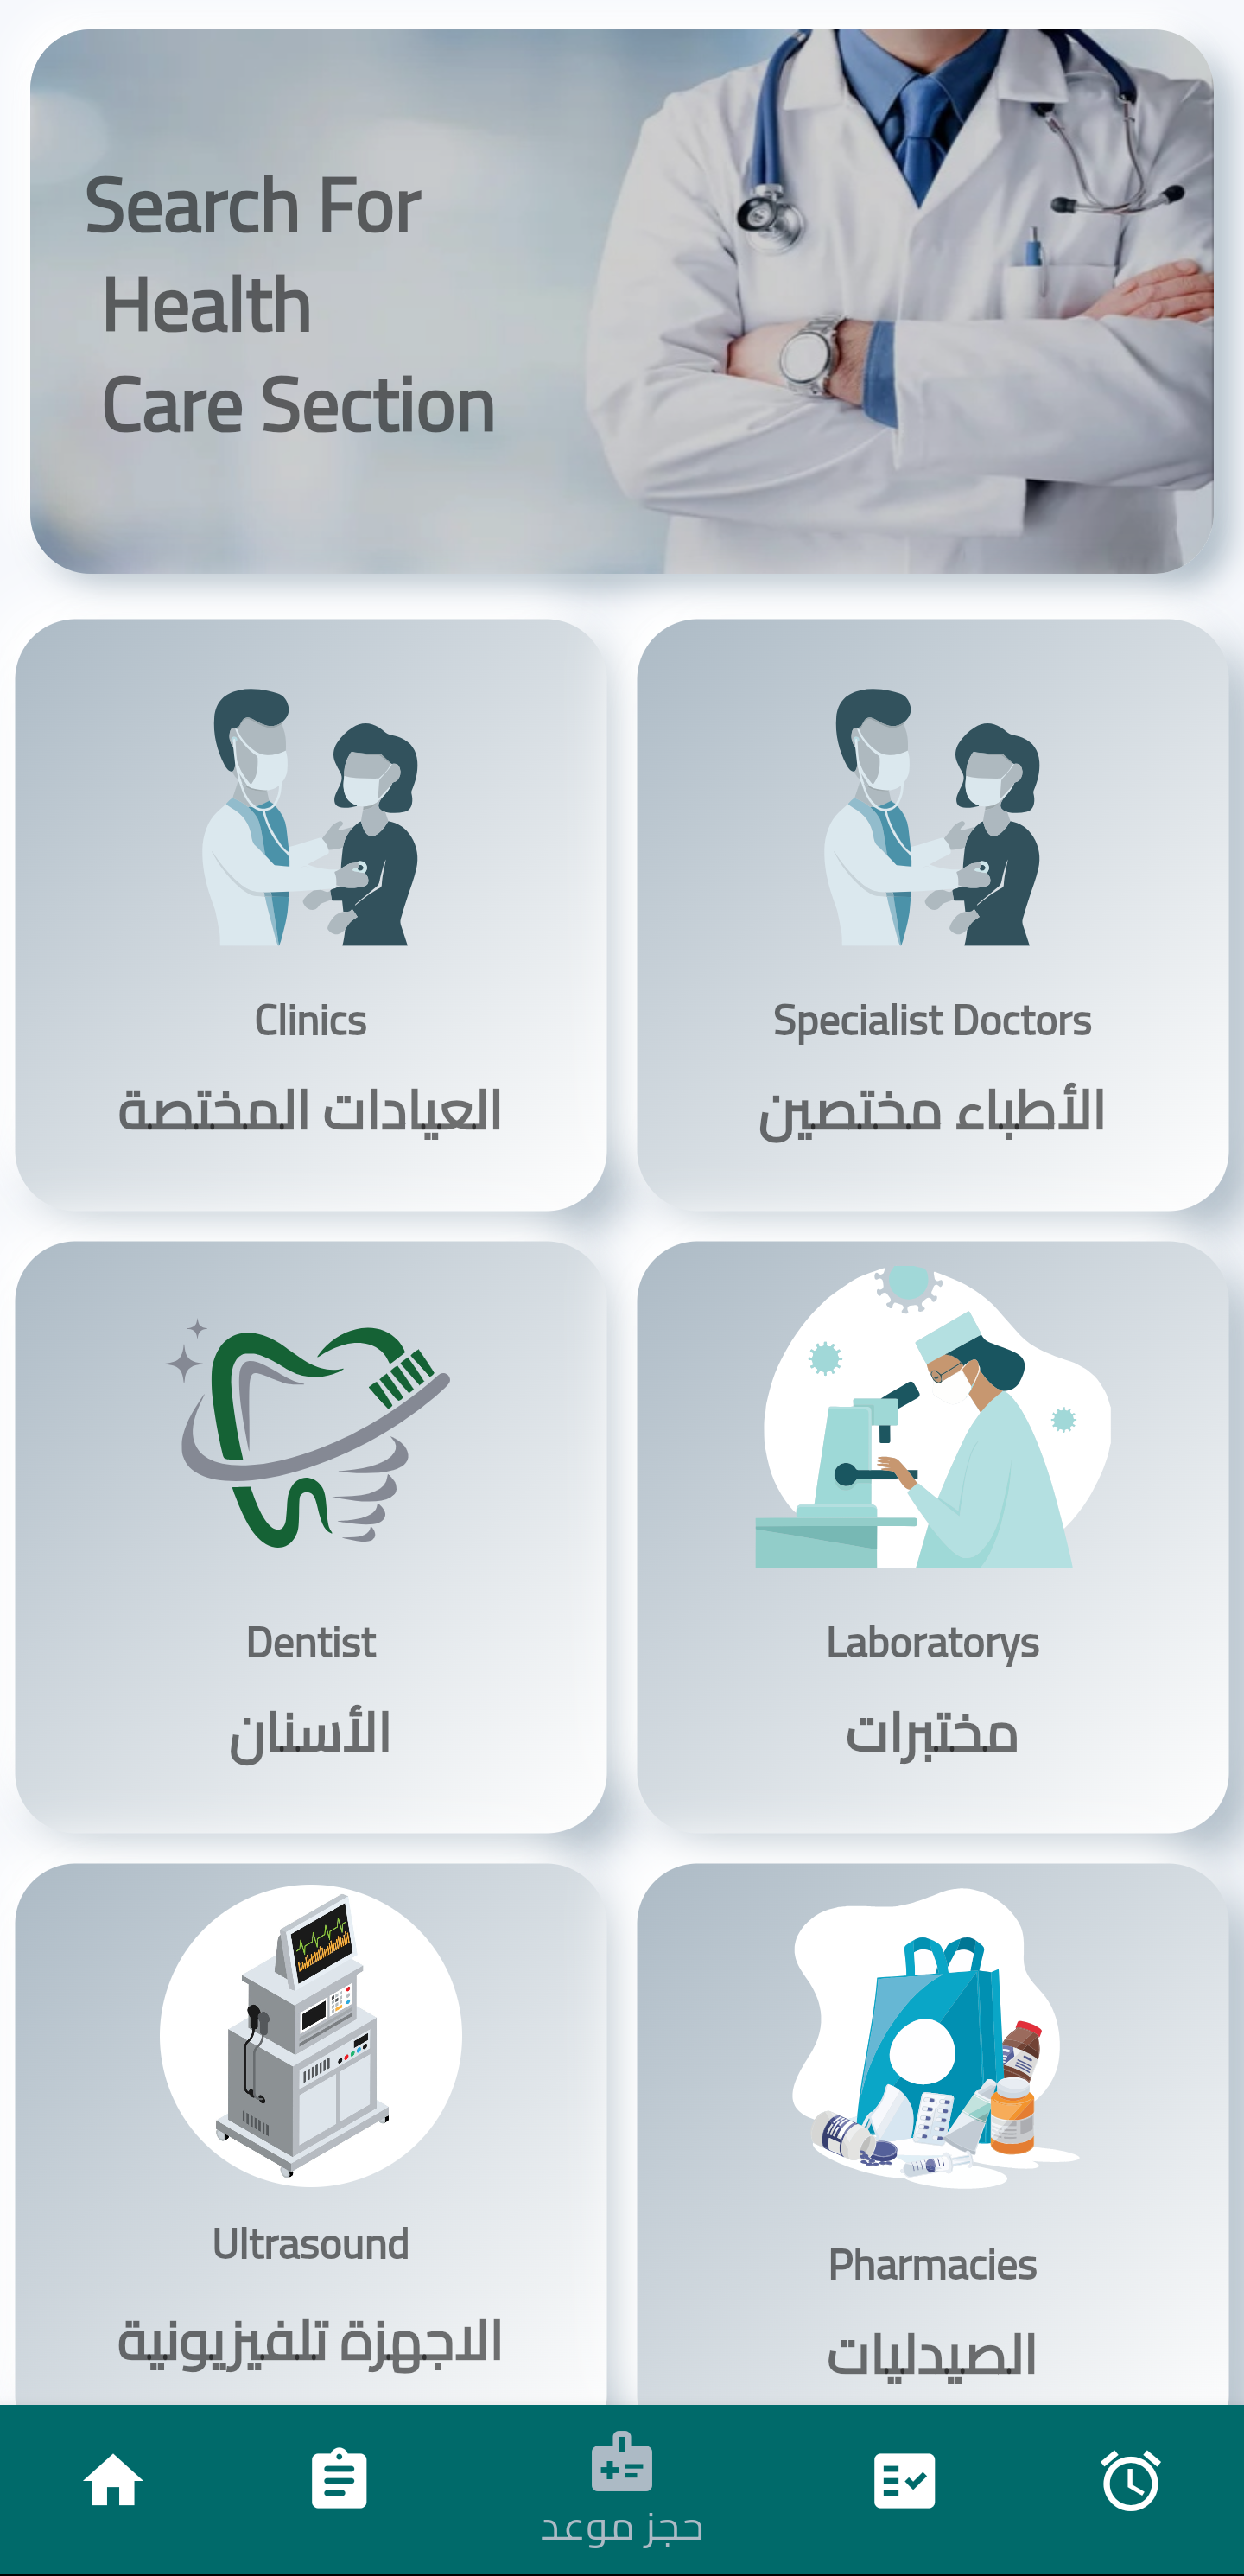 Search For
Health
Care Section
Clinics
العيادات المختصة
Specialist Doctors
الأطباء مختصين
Dentist
الأسنان
Laboratorys
مختبرات
Ultrasound
الاجهزة تلفيزيونية
Pharmacies
الصيدليات
حجز موعد